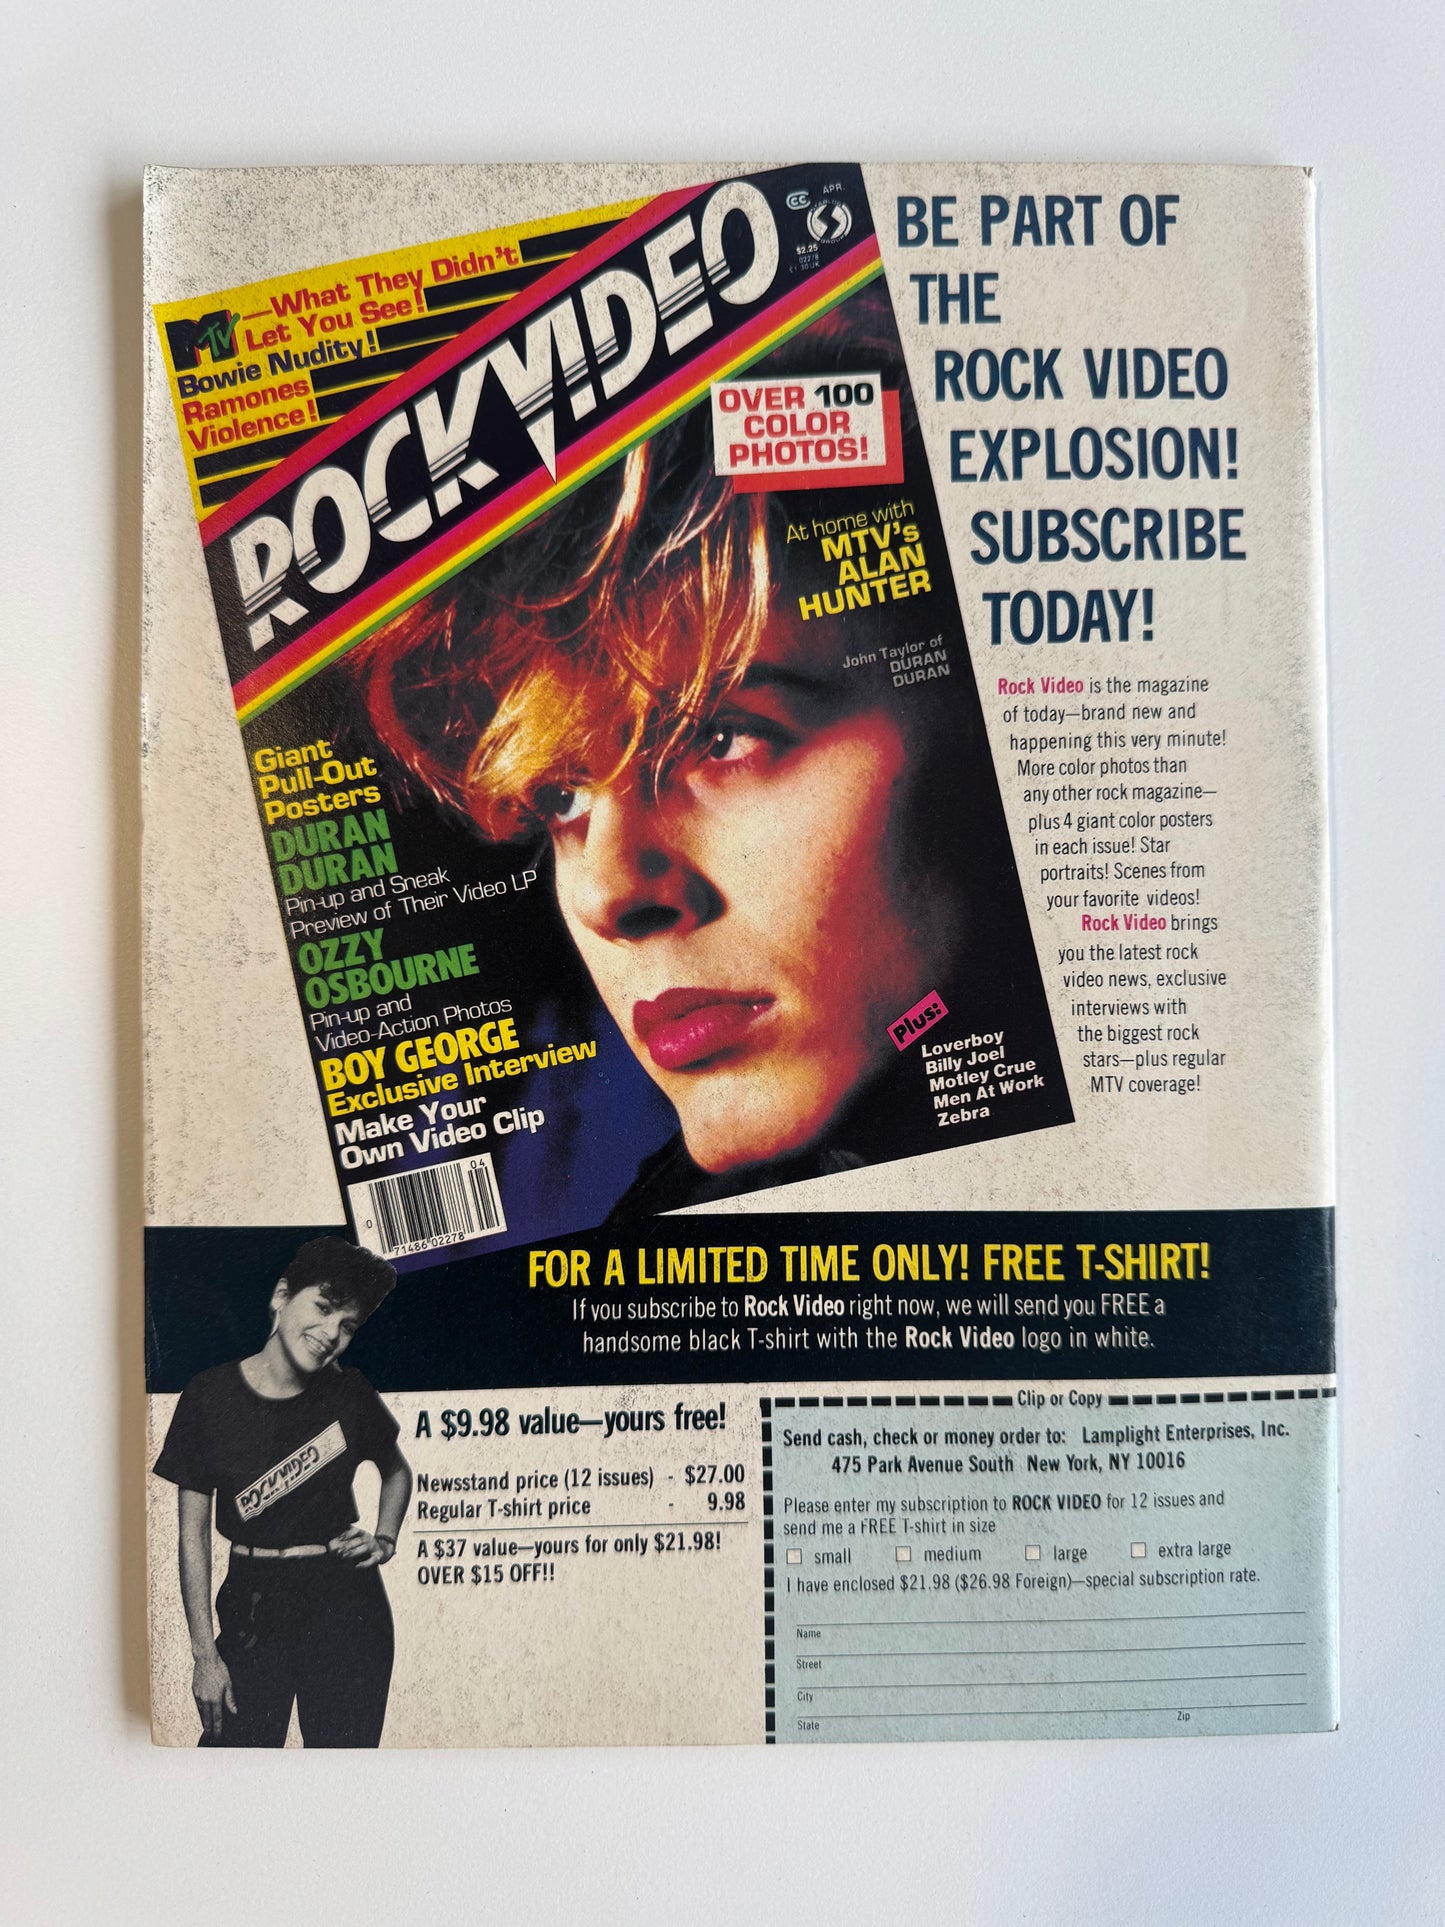 MTV—What They Didn't
Let You See!
Bowie Nudity!
Ramones
Violence!
ROCK VIDEO
CC
APR.
$2.25
02278
OVER 100
COLOR
PHOTOS!
At home with
MTV's
ALAN
HUNTER
John Taylor of
DURAN
DURAN
Giant
Pull-Out
Posters
DURAN
DURAN
Pin-up and Sneak
Preview of Their Video LP
OZZY
OSBOURNE
Pin-up and
Video-Action Photos
BOY GEORGE
Exclusive Interview
Make Your
Own Video Clip
Plus:
Loverboy
Billy Joel
Motley Crue
Men At Work
Zebra
04
0 71486 02278
BE PART OF
THE
ROCK VIDEO
EXPLOSION!
SUBSCRIBE
TODAY!
Rock Video is the magazine
of today—brand new and
happening this very minute!
More color photos than
any other rock magazine—
plus 4 giant color posters
in each issue! Star
portraits! Scenes from
your favorite videos!
Rock Video brings
you the latest rock
video news, exclusive
interviews with
the biggest rock
stars—plus regular
MTV coverage!
FOR A LIMITED TIME ONLY! FREE T-SHIRT!
If you subscribe to Rock Video right now, we will send you FREE a
handsome black T-shirt with the Rock Video logo in white.
ROCK VIDEO
A $9.98 value—yours free!
Newsstand price (12 issues) - $27.00
Regular T-shirt price - 9.98
A $37 value—yours for only $21.98!
OVER $15 OFF!!
Clip or Copy
Send cash, check or money order to: Lamplight Enterprises, Inc.
475 Park Avenue South New York, NY 10016
Please enter my subscription to ROCK VIDEO for 12 issues and
send me a FREE T-shirt in size
small medium large extra large
I have enclosed $21.98 ($26.98 Foreign)—special subscription rate.
Name
Street
City
State Zip